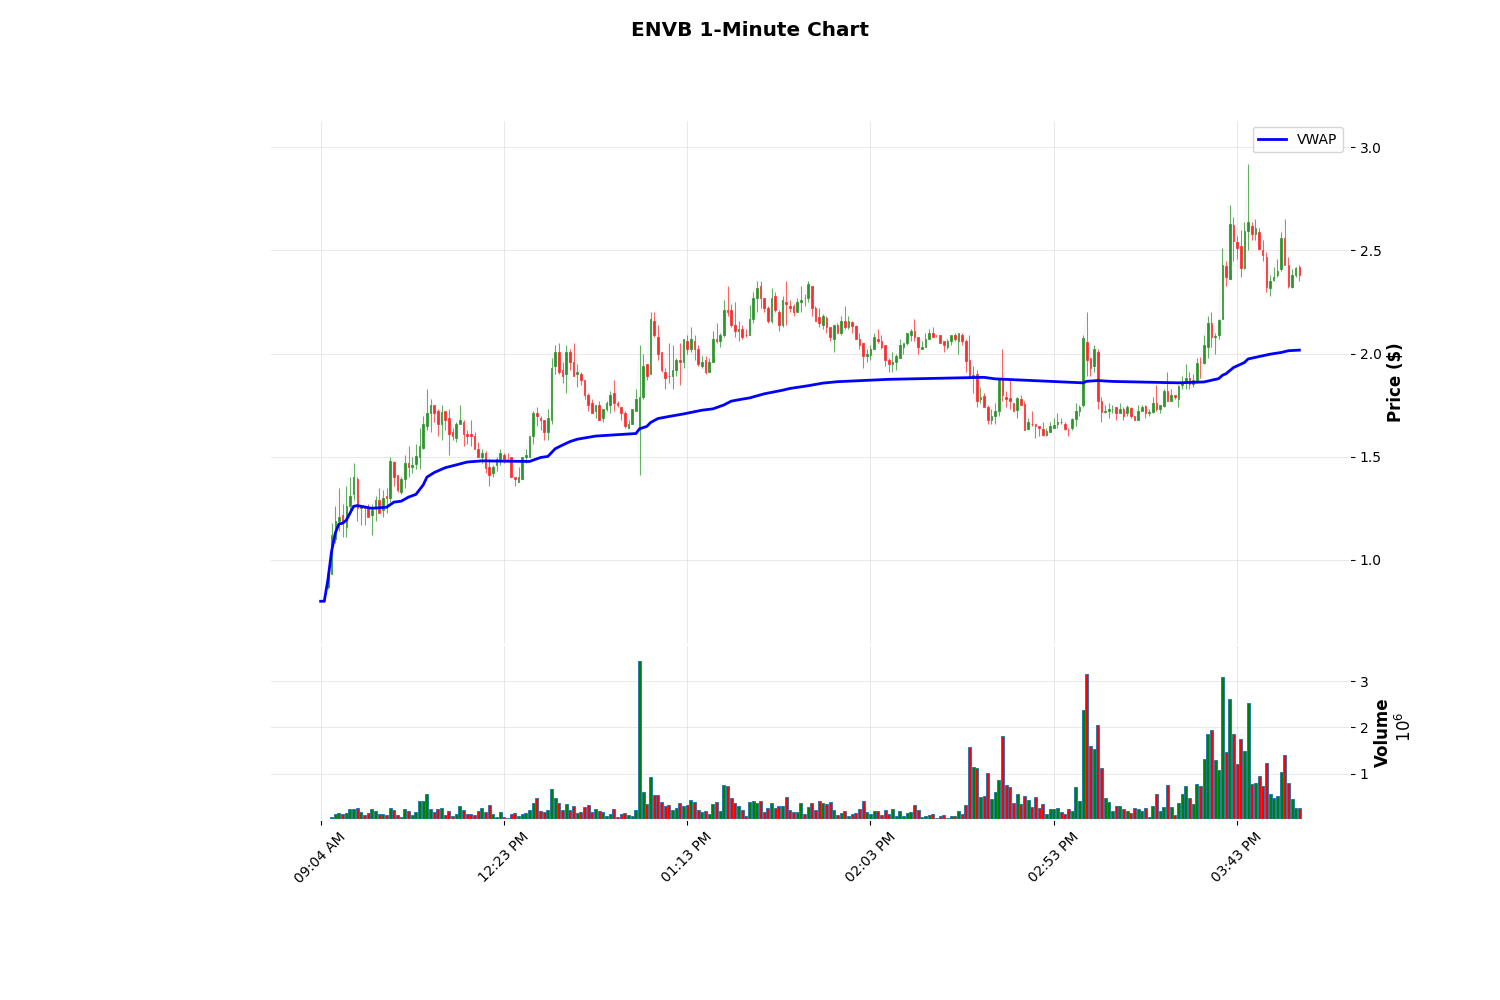 ENVB 1-Minute Chart
VWAP
3.0
2.5
2.0
1.5
1.0
Price ($)
3
2
1
Volume
10^6
09:04 AM
12:23 PM
01:13 PM
02:03 PM
02:53 PM
03:43 PM